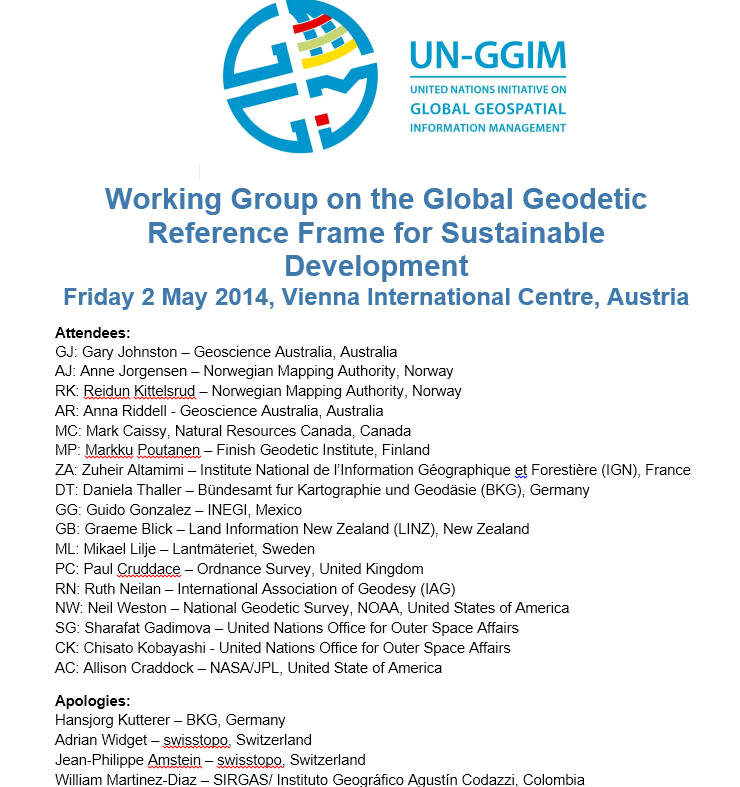 UN-GGIM
UNITED NATIONS INITIATIVE ON
GLOBAL GEOSPATIAL
INFORMATION MANAGEMENT
Working Group on the Global Geodetic
Reference Frame for Sustainable
Development
Friday 2 May 2014, Vienna International Centre, Austria
Attendees:
GJ: Gary Johnston – Geoscience Australia, Australia
AJ: Anne Jorgensen – Norwegian Mapping Authority, Norway
RK: Reidun Kittelsrud – Norwegian Mapping Authority, Norway
AR: Anna Riddell - Geoscience Australia, Australia
MC: Mark Caissy, Natural Resources Canada, Canada
MP: Markku Poutanen – Finish Geodetic Institute, Finland
ZA: Zuheir Altamimi – Institute National de l’Information Géographique et Forestière (IGN), France
DT: Daniela Thaller – Bündesamt fur Kartographie und Geodäsie (BKG), Germany
GG: Guido Gonzalez – INEGI, Mexico
GB: Graeme Blick – Land Information New Zealand (LINZ), New Zealand
ML: Mikael Lilje – Lantmäteriet, Sweden
PC: Paul Cruddace – Ordnance Survey, United Kingdom
RN: Ruth Neilan – International Association of Geodesy (IAG)
NW: Neil Weston – National Geodetic Survey, NOAA, United States of America
SG: Sharafat Gadimova – United Nations Office for Outer Space Affairs
CK: Chisato Kobayashi - United Nations Office for Outer Space Affairs
AC: Allison Craddock – NASA/JPL, United State of America
Apologies:
Hansjorg Kutterer – BKG, Germany
Adrian Widget – swisstopo, Switzerland
Jean-Philippe Amstein – swisstopo, Switzerland
William Martinez-Diaz – SIRGAS/ Instituto Geográfico Agustín Codazzi, Colombia